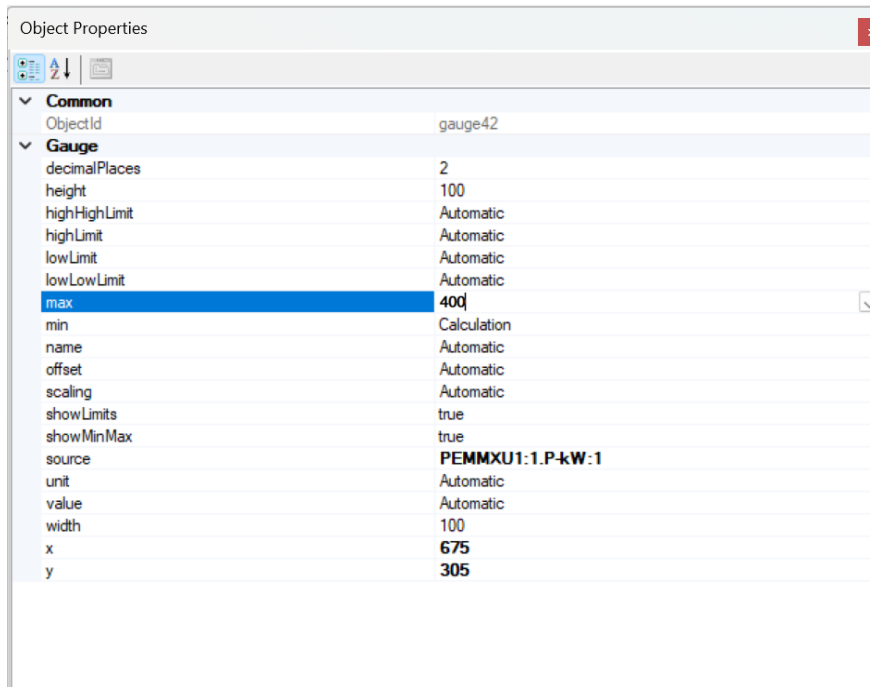 Object Properties
Common
ObjectId gauge42
Gauge
decimalPlaces 2
height 100
highHighLimit Automatic
highLimit Automatic
lowLimit Automatic
lowLowLimit Automatic
max 400
min Calculation
name Automatic
offset Automatic
scaling Automatic
showLimits true
showMinMax true
source PEMMXU1:1.P-kW:1
unit Automatic
value Automatic
width 100
x 675
y 305